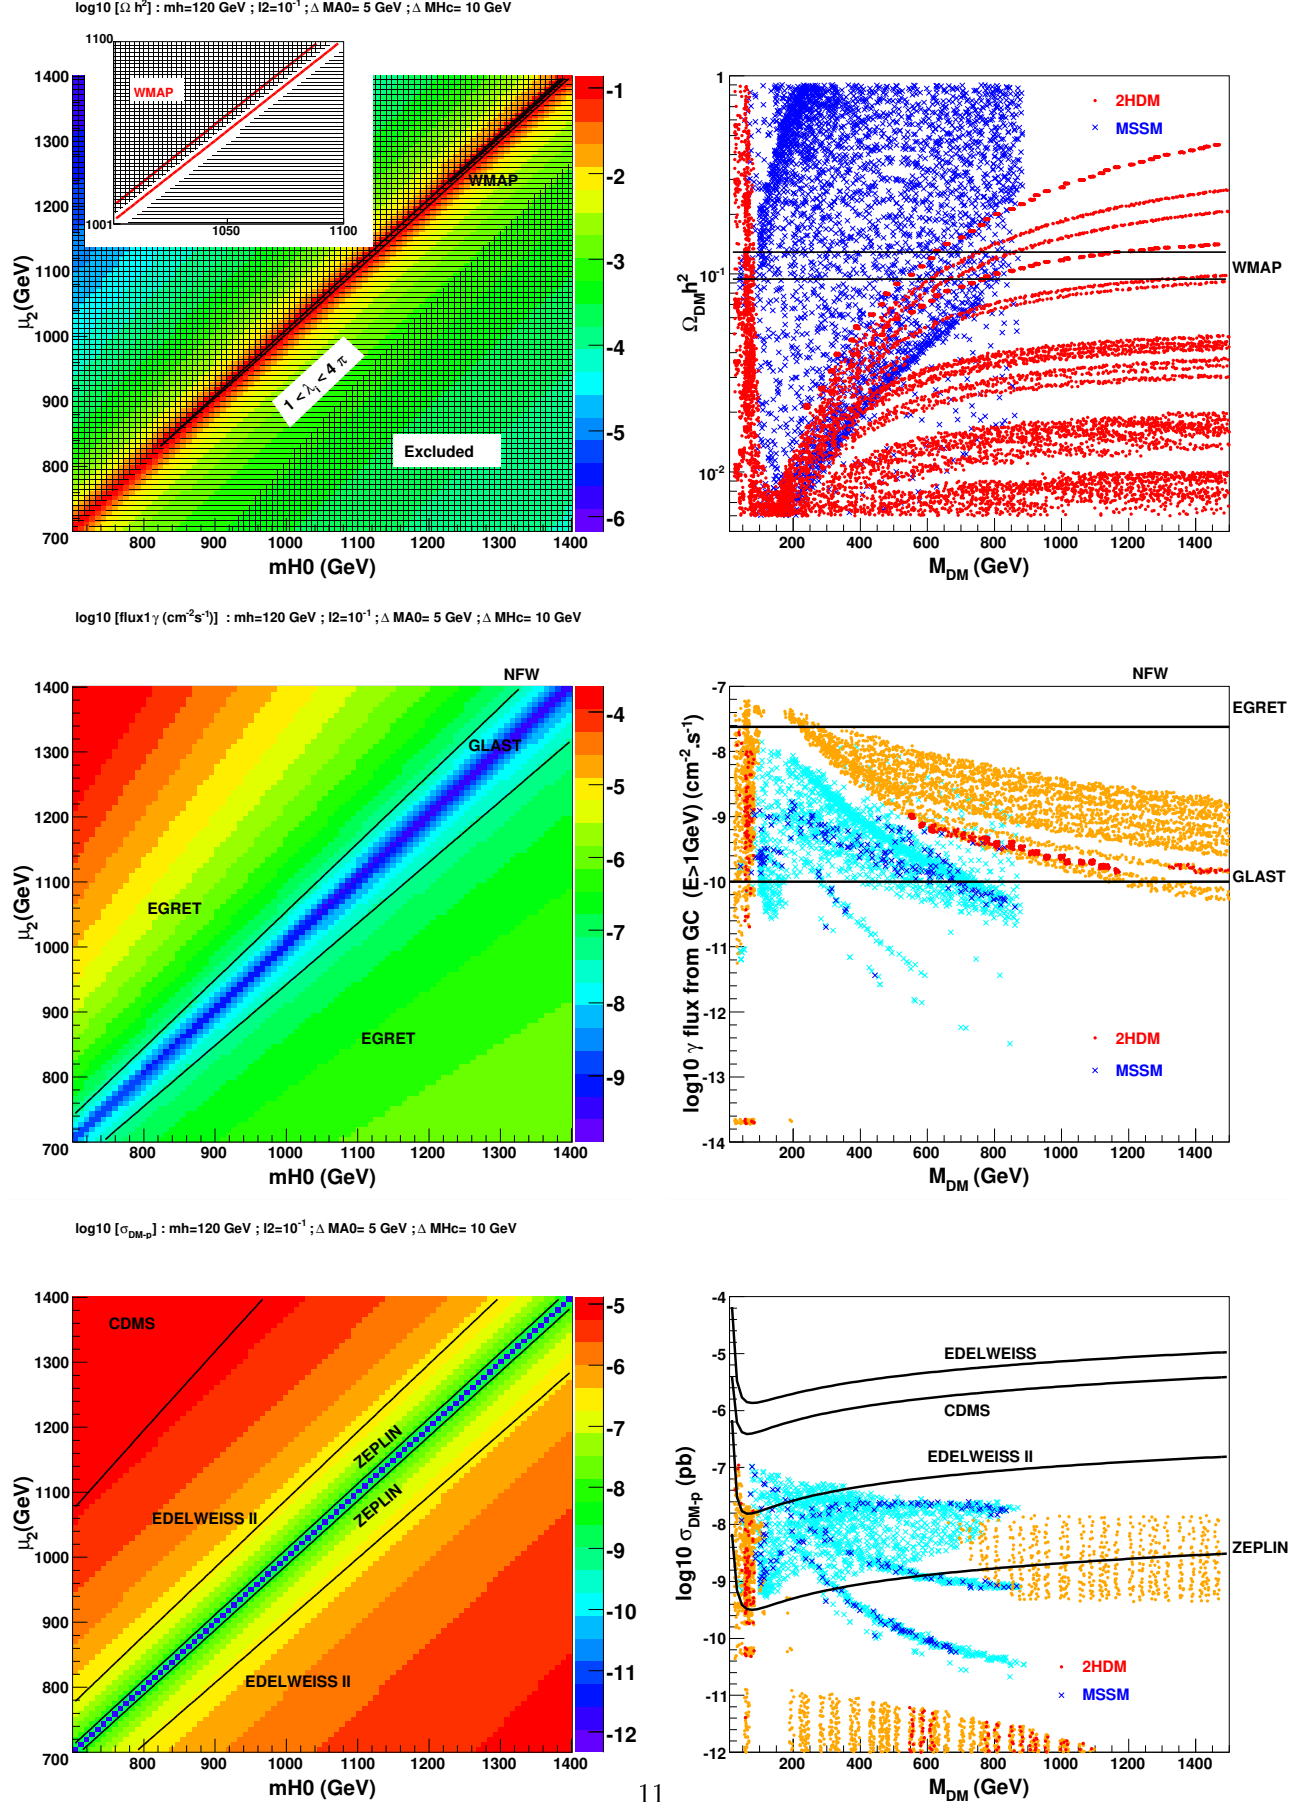 log10 [Ω h²] : mh=120 GeV ; l2=10⁻¹ ; Δ MA0= 5 GeV ; Δ MHc= 10 GeV
1100
WMAP
1001
1050
1100
1400
1300
1200
1100
1000
900
800
700
μ₂(GeV)
WMAP
1 < λᵢ < 4 π
Excluded
800 900 1000 1100 1200 1300 1400
mH0 (GeV)
-1
-2
-3
-4
-5
-6
1
10⁻¹
10⁻²
Ω_DM h²
2HDM
MSSM
WMAP
200 400 600 800 1000 1200 1400
M_DM (GeV)
log10 [flux1γ (cm⁻²s⁻¹)] : mh=120 GeV ; l2=10⁻¹ ; Δ MA0= 5 GeV ; Δ MHc= 10 GeV
NFW
1400
1300
1200
1100
1000
900
800
700
μ₂(GeV)
GLAST
EGRET
EGRET
800 900 1000 1100 1200 1300 1400
mH0 (GeV)
-4
-5
-6
-7
-8
-9
NFW
-7
-8
-9
-10
-11
-12
-13
-14
log10 γ flux from GC (E>1GeV) (cm⁻².s⁻¹)
EGRET
GLAST
2HDM
MSSM
200 400 600 800 1000 1200 1400
M_DM (GeV)
log10 [σ_DM-p] : mh=120 GeV ; l2=10⁻¹ ; Δ MA0= 5 GeV ; Δ MHc= 10 GeV
1400
1300
1200
1100
1000
900
800
700
μ₂(GeV)
CDMS
ZEPLIN
ZEPLIN
EDELWEISS II
EDELWEISS II
800 900 1000 1100 1200 1300 1400
mH0 (GeV)
-5
-6
-7
-8
-9
-10
-11
-12
-4
-5
-6
-7
-8
-9
-10
-11
-12
log10 σ_DM-p (pb)
EDELWEISS
CDMS
EDELWEISS II
ZEPLIN
2HDM
MSSM
200 400 600 800 1000 1200 1400
M_DM (GeV)
11